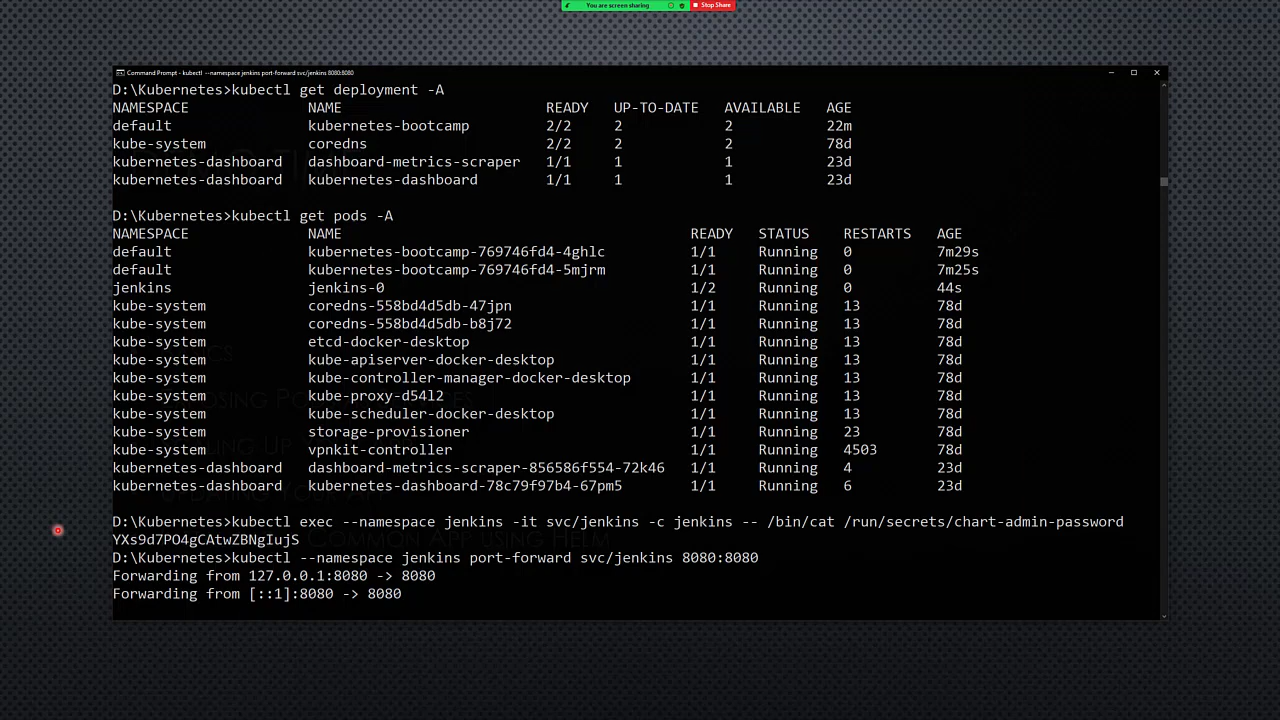 You are screen sharing
Stop Share
Command Prompt - kubectl --namespace jenkins port-forward svc/jenkins 8080:8080
D:\Kubernetes>kubectl get deployment -A
NAMESPACE NAME READY UP-TO-DATE AVAILABLE AGE
default kubernetes-bootcamp 2/2 2 2 22m
kube-system coredns 2/2 2 2 78d
kubernetes-dashboard dashboard-metrics-scraper 1/1 1 1 23d
kubernetes-dashboard kubernetes-dashboard 1/1 1 1 23d
D:\Kubernetes>kubectl get pods -A
NAMESPACE NAME READY STATUS RESTARTS AGE
default kubernetes-bootcamp-769746fd4-4ghlc 1/1 Running 0 7m29s
default kubernetes-bootcamp-769746fd4-5mjrm 1/1 Running 0 7m25s
jenkins jenkins-0 1/2 Running 0 44s
kube-system coredns-558bd4d5db-47jpn 1/1 Running 13 78d
kube-system coredns-558bd4d5db-b8j72 1/1 Running 13 78d
kube-system etcd-docker-desktop 1/1 Running 13 78d
kube-system kube-apiserver-docker-desktop 1/1 Running 13 78d
kube-system kube-controller-manager-docker-desktop 1/1 Running 13 78d
kube-system kube-proxy-d54l2 1/1 Running 13 78d
kube-system kube-scheduler-docker-desktop 1/1 Running 13 78d
kube-system storage-provisioner 1/1 Running 23 78d
kube-system vpnkit-controller 1/1 Running 4503 78d
kubernetes-dashboard dashboard-metrics-scraper-856586f554-72k46 1/1 Running 4 23d
kubernetes-dashboard kubernetes-dashboard-78c79f97b4-67pm5 1/1 Running 6 23d
D:\Kubernetes>kubectl exec --namespace jenkins -it svc/jenkins -c jenkins -- /bin/cat /run/secrets/chart-admin-password
YXs9d7PO4gCAtwZBNgIujS
D:\Kubernetes>kubectl --namespace jenkins port-forward svc/jenkins 8080:8080
Forwarding from 127.0.0.1:8080 -> 8080
Forwarding from [::1]:8080 -> 8080